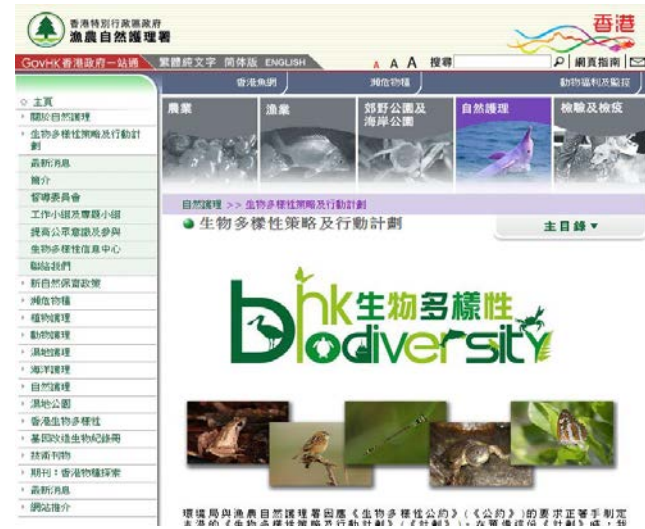 香港特別行政區政府
漁農自然護理署
香港
GovHK 香港政府一站通 繁體純文字 简体版 ENGLISH A A A 搜尋 網頁指南
香港魚網 瀕危物種 動物福利及監控
農業 漁業 郊野公園及 自然護理 檢驗及檢疫
海岸公園
主頁
關於自然護理
生物多樣性策略及行動計
劃
最新消息
簡介
督導委員會
工作小組及專題小組
提高公眾意識及參與
生物多樣性信息中心
聯絡我們
新自然保育政策
瀕危物種
植物護理
動物護理
濕地護理
海洋護理
自然護理
濕地公園
香港生物多樣性
基因改造生物紀錄冊
技術刊物
期刊：香港物種探索
最新消息
網站推介
自然護理 >> 生物多樣性策略及行動計劃
生物多樣性策略及行動計劃
主目錄
hk生物多樣性
biodiversity
環境局與漁農自然護理署因應《生物多樣性公約》(《公約》)的要求正著手制定